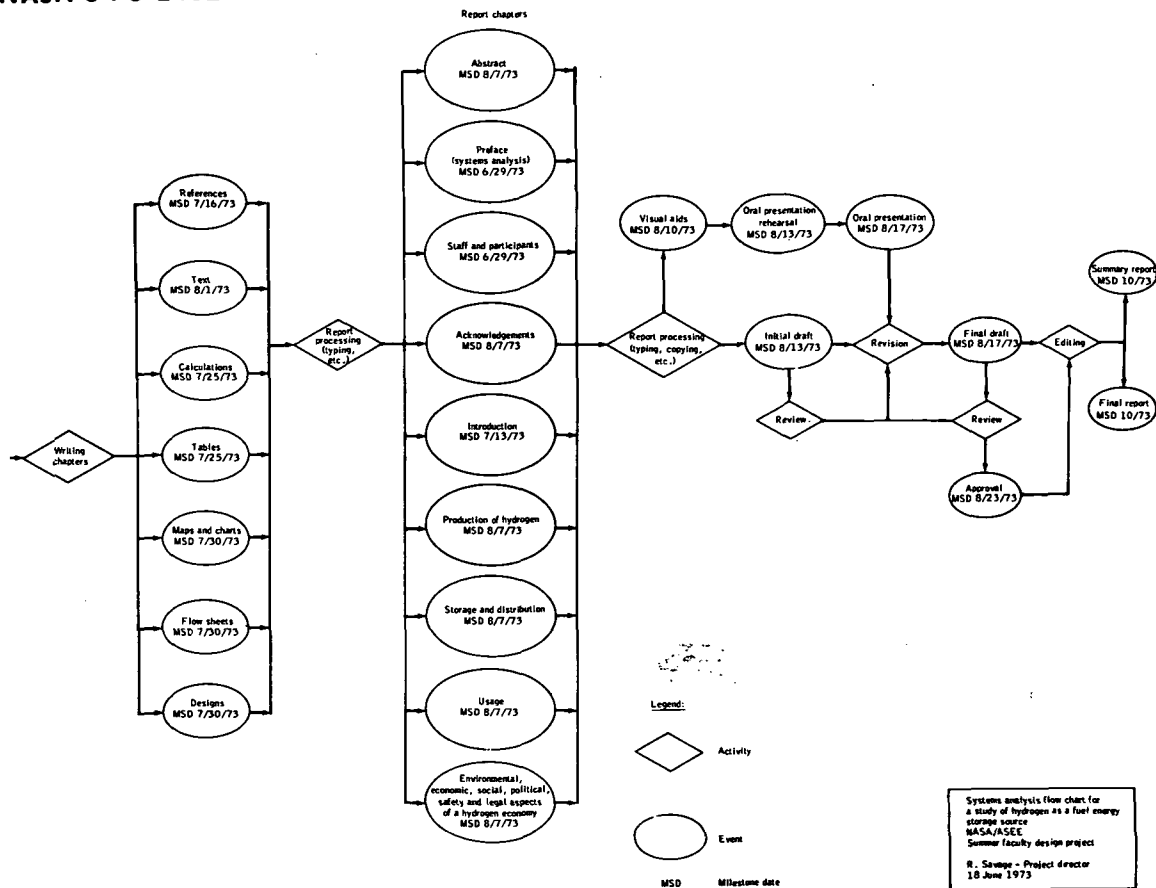 Report chapters
Abstract
MSD 8/7/73
Preface
(systems analysis)
MSD 6/29/73
Staff and participants
MSD 6/29/73
Acknowledgements
MSD 8/7/73
Introduction
MSD 7/13/73
Production of hydrogen
MSD 8/7/73
Storage and distribution
MSD 8/7/73
Usage
MSD 8/7/73
Environmental,
economic, social, political,
safety and legal aspects
of a hydrogen economy
MSD 8/7/73
Writing
chapters
References
MSD 7/16/73
Text
MSD 8/1/73
Calculations
MSD 7/25/73
Tables
MSD 7/25/73
Maps and charts
MSD 7/30/73
Flow sheets
MSD 7/30/73
Designs
MSD 7/30/73
Report
processing
(typing,
etc.)
Report processing
(typing, copying,
etc.)
Visual aids
MSD 8/10/73
Oral presentation
rehearsal
MSD 8/13/73
Oral presentation
MSD 8/17/73
Initial draft
MSD 8/13/73
Review
Revision
Final draft
MSD 8/17/73
Review
Approval
MSD 8/23/73
Editing
Summary report
MSD 10/73
Final report
MSD 10/73
Legend:
Activity
Event
MSD Milestone date
Systems analysis flow chart for
a study of hydrogen as a fuel energy
storage source
NASA/ASEE
Summer faculty design project
R. Savage - Project director
18 June 1973